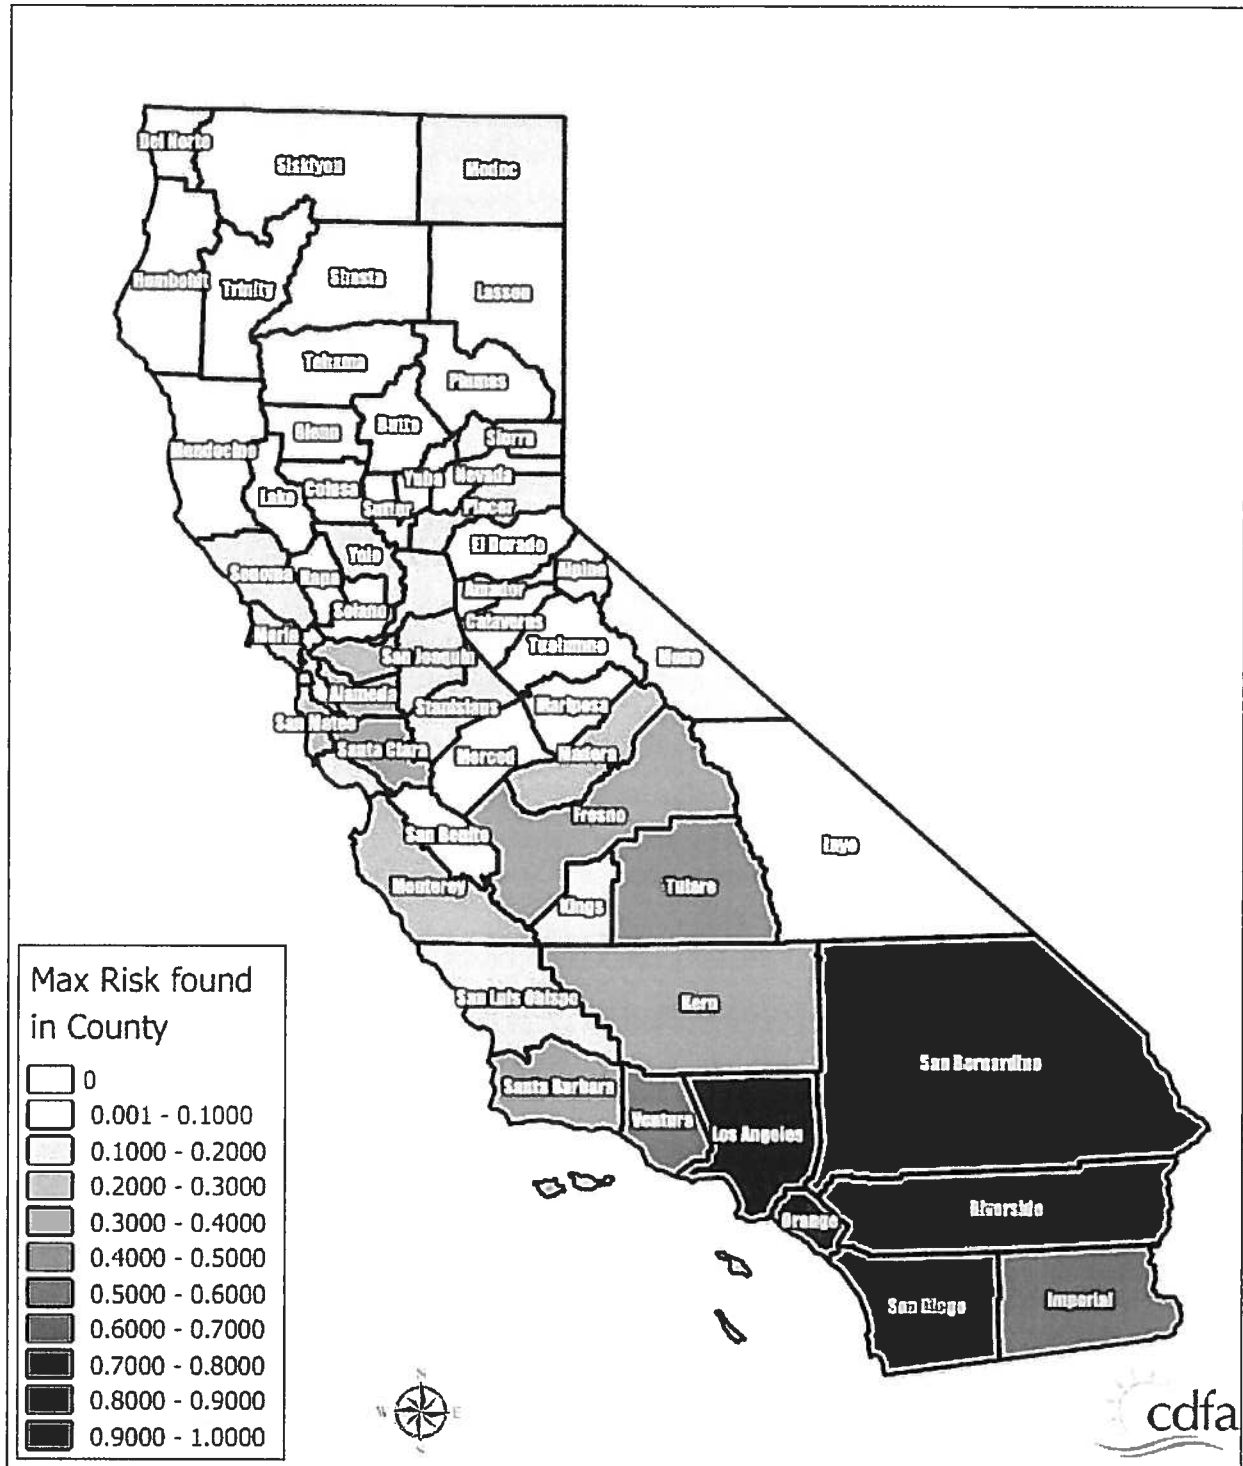 Del Norte
Siskiyou
Modoc
Humboldt
Trinity
Shasta
Lassen
Tehama
Plumas
Glenn
Butte
Sierra
Mendocino
Lake
Colusa
Sutter
Yuba
Nevada
Placer
Sonoma
Napa
Yolo
El Dorado
Alpine
Solano
Amador
Calaveras
Marin
San Joaquin
Tuolumne
Mono
Alameda
Stanislaus
Mariposa
San Mateo
Santa Clara
Merced
Madera
Fresno
San Benito
Inyo
Monterey
Kings
Tulare
San Luis Obispo
Kern
San Bernardino
Santa Barbara
Ventura
Los Angeles
Orange
Riverside
San Diego
Imperial
Max Risk found
in County
0
0.001 - 0.1000
0.1000 - 0.2000
0.2000 - 0.3000
0.3000 - 0.4000
0.4000 - 0.5000
0.5000 - 0.6000
0.6000 - 0.7000
0.7000 - 0.8000
0.8000 - 0.9000
0.9000 - 1.0000
N
W E
S
cdfa